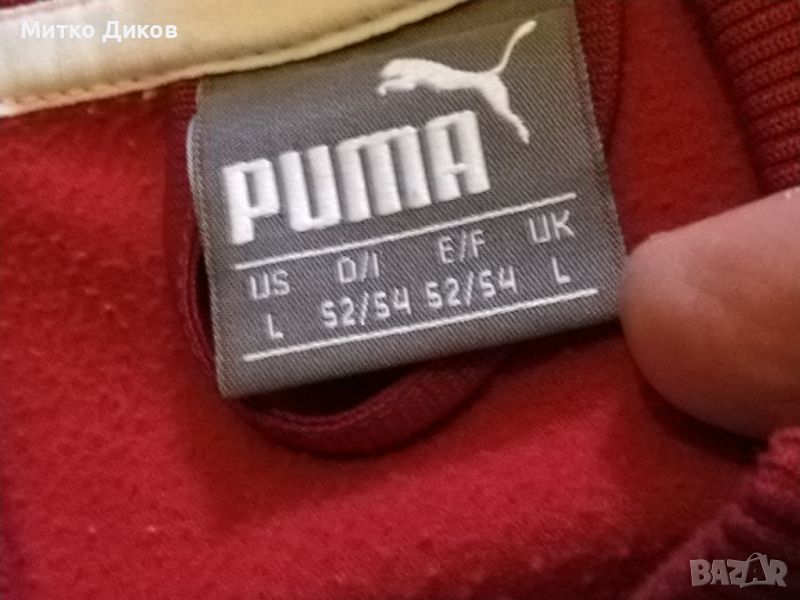 Митко Диков
PUMA
US D/I E/F UK
L 52/54 52/54 L
BAZAR